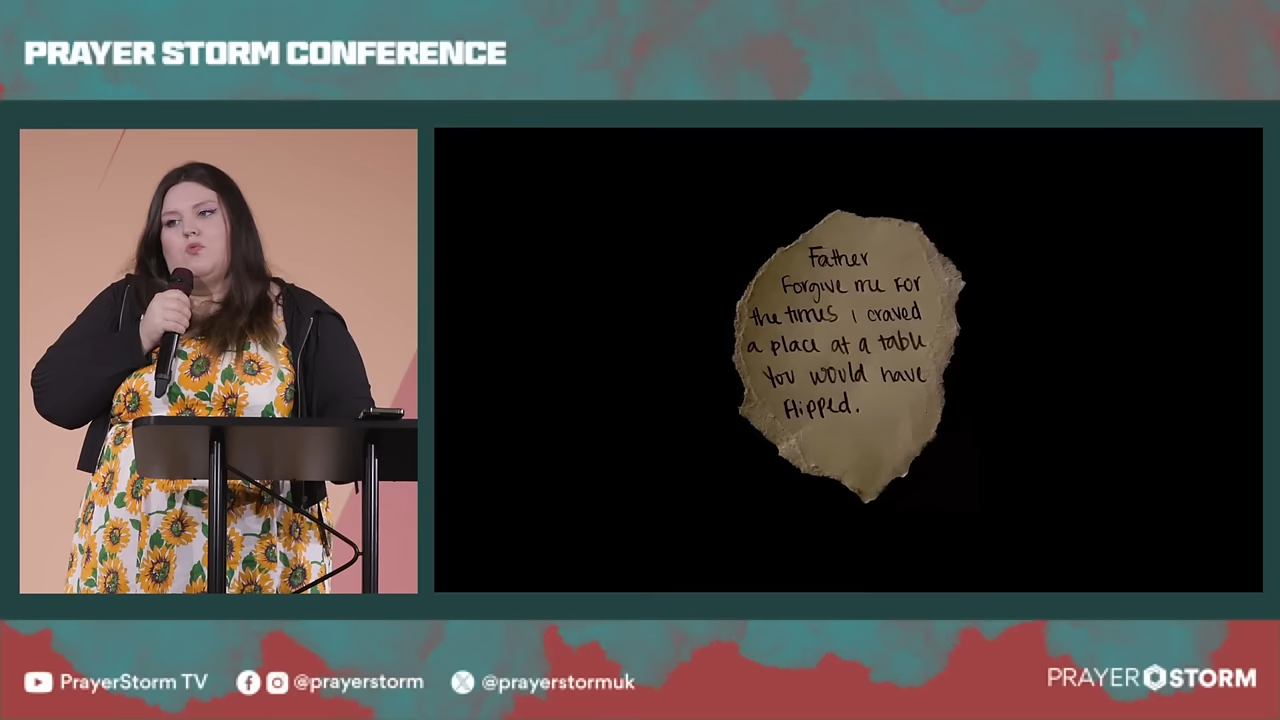 PRAYER STORM CONFERENCE
Father
Forgive me For
the times I craved
a place at a table
You would have
Flipped.
PrayerStorm TV
@prayerstorm
@prayerstormuk
PRAYER STORM